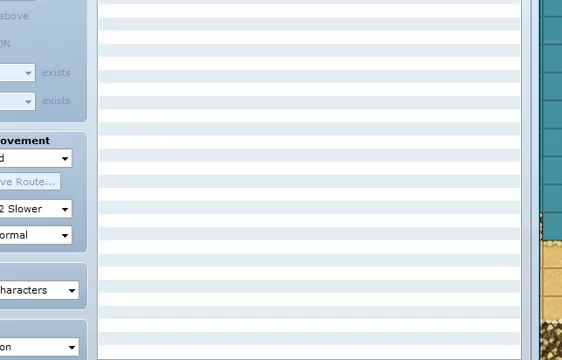 above
ON
exists
exists
ovement
d
ve Route...
2 Slower
ormal
haracters
on